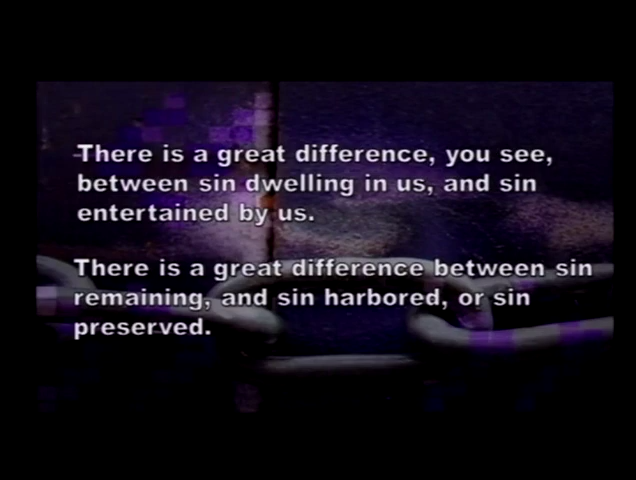 There is a great difference, you see,
between sin dwelling in us, and sin
entertained by us.
There is a great difference between sin
remaining, and sin harbored, or sin
preserved.